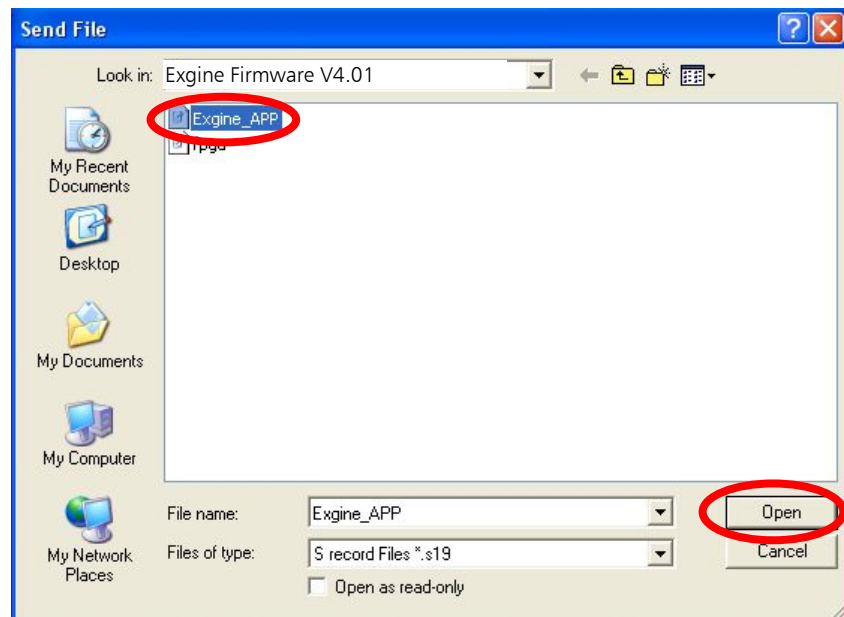 Send File
Look in: Exgine Firmware V4.01
Exgine_APP
My Recent
Documents
Desktop
My Documents
My Computer
My Network
Places
File name: Exgine_APP Open
Files of type: S record Files *.s19 Cancel
Open as read-only